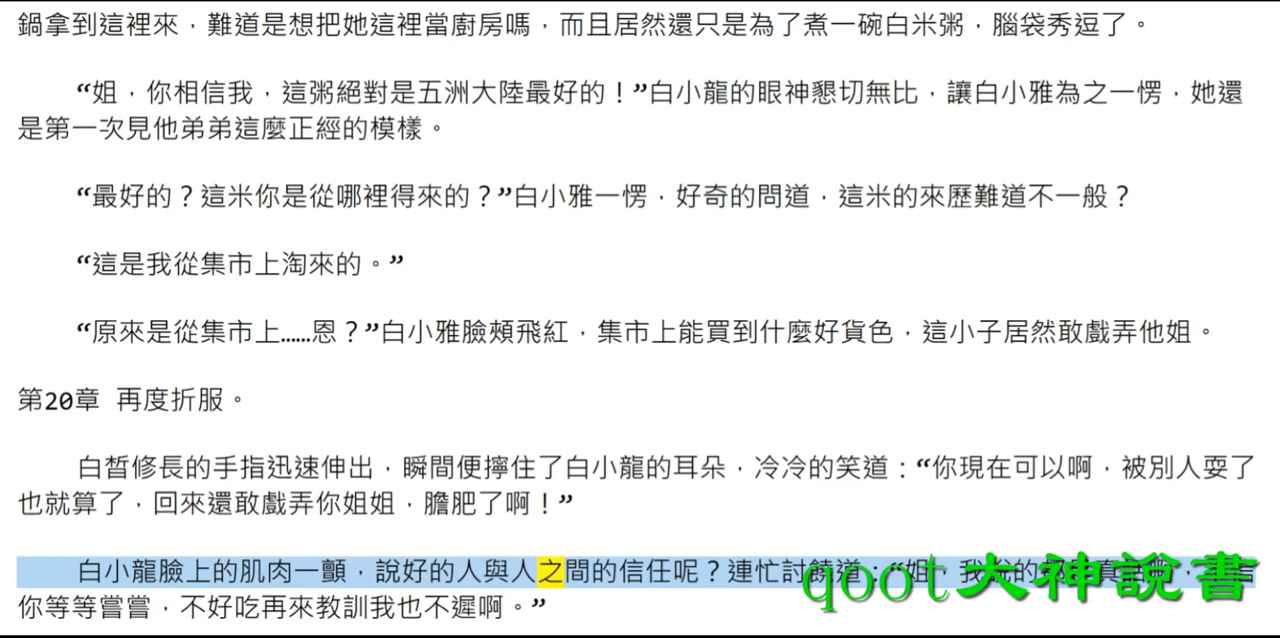 鍋拿到這裡來，難道是想把她這裡當廚房嗎，而且居然還只是為了煮一碗白米粥，腦袋秀逗了。
“姐，你相信我，這粥絕對是五洲大陸最好的！”白小龍的眼神懇切無比，讓白小雅為之一愣，她還
是第一次見他弟弟這麼正經的模樣。
“最好的？這米你是從哪裡得來的？”白小雅一愣，好奇的問道，這米的來歷難道不一般？
“這是我從集市上淘來的。”
“原來是從集市上……恩？”白小雅臉頰飛紅，集市上能買到什麼好貨色，這小子居然敢戲弄他姐。
第20章 再度折服。
白皙修長的手指迅速伸出，瞬間便擰住了白小龍的耳朵，冷冷的笑道：“你現在可以啊，被別人耍了
也就算了，回來還敢戲弄你姐姐，膽肥了啊！”
白小龍臉上的肌肉一顫，說好的人與人之間的信任呢？連忙討饒道：“姐，我說的
你等等嘗嘗，不好吃再來教訓我也不遲啊。”
qoot大神說書